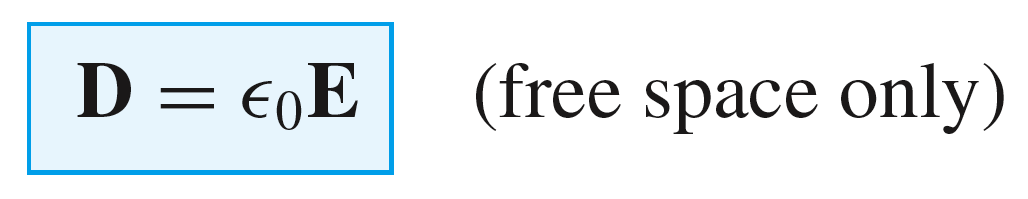 D = ϵ₀E (free space only)